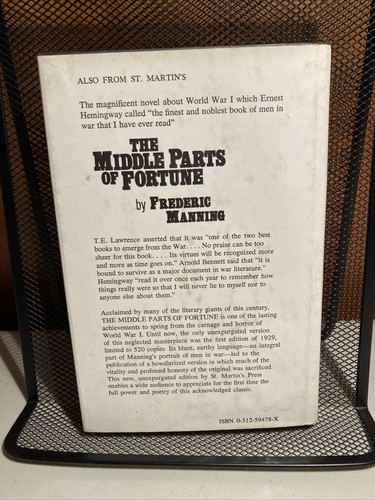 ALSO FROM ST. MARTIN'S
The magnificent novel about World War I which Ernest
Hemingway called "the finest and noblest book of men in
war that I have ever read"
THE
MIDDLE PARTS
OF FORTUNE
by FREDERIC
MANNING
T.E. Lawrence asserted that it was "one of the two best
books to emerge from the War. . . . No praise can be too
sheer for this book. . . . Its virtues will be recognized more
and more as time goes on." Arnold Bennett said that "it is
bound to survive as a major document in war literature."
Hemingway "read it over once each year to remember how
things really were so that I will never lie to myself nor to
anyone else about them."
Acclaimed by many of the literary giants of this century,
THE MIDDLE PARTS OF FORTUNE is one of the lasting
achievements to spring from the carnage and horror of
World War I. Until now, the only unexpurgated version
of this neglected masterpiece was the first edition of 1929,
limited to 520 copies. Its blunt, earthy language—an integral
part of Manning's portrait of men in war—led to the
publication of a bowdlerized version in which much of the
vitality and profound honesty of the original was sacrificed.
This new, unexpurgated edition by St. Martin's Press
enables a wide audience to appreciate for the first time the
full power and poetry of this acknowledged classic.
ISBN 0-312-59478-X